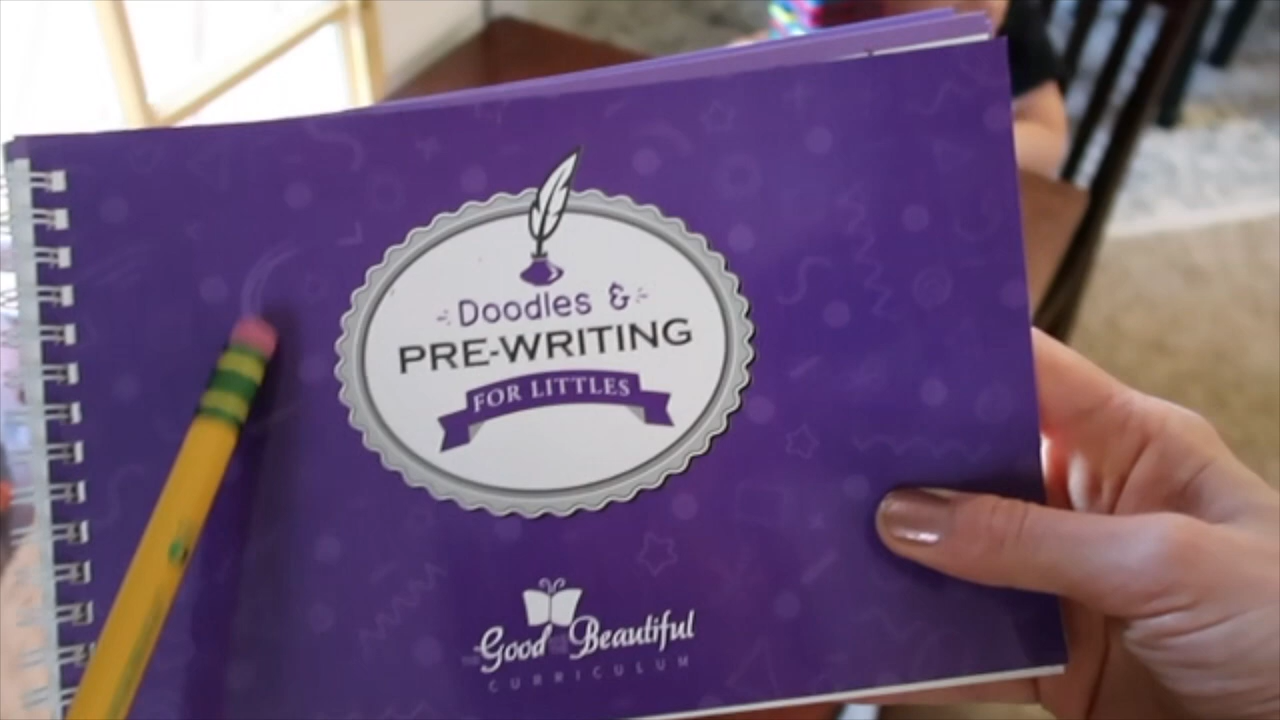 Doodles &
PRE-WRITING
FOR LITTLES
Good Beautiful
CURRICULUM